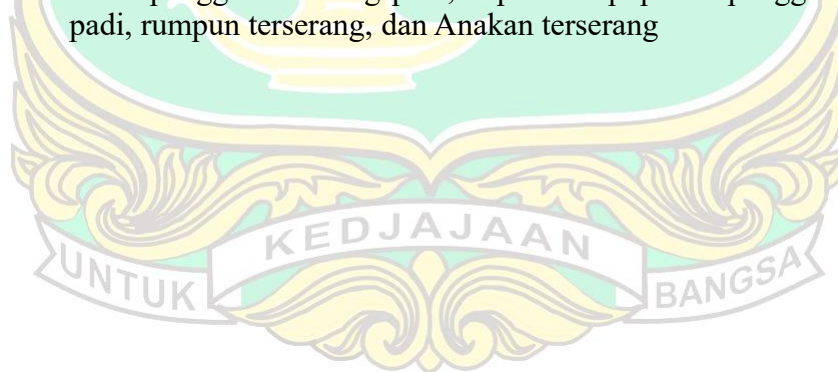 padi, rumpun terserang, dan Anakan terserang
UNTUK KEDJAJAAN BANGSA